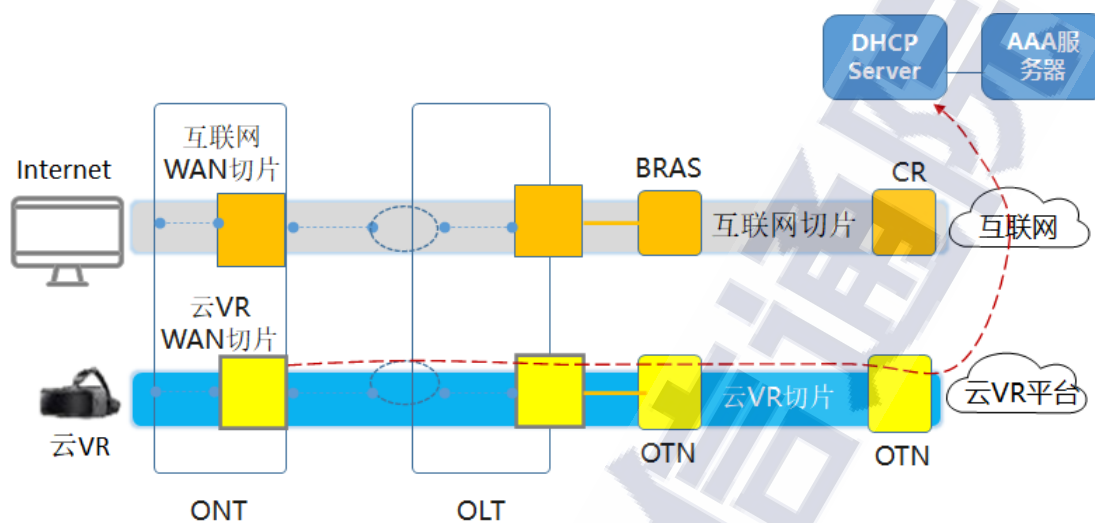 DHCP
Server
AAA服
务器
互联网
WAN切片
Internet
BRAS
CR
互联网切片
互联网
云VR
WAN切片
云VR切片
云VR平台
云VR
OTN
OTN
ONT
OLT